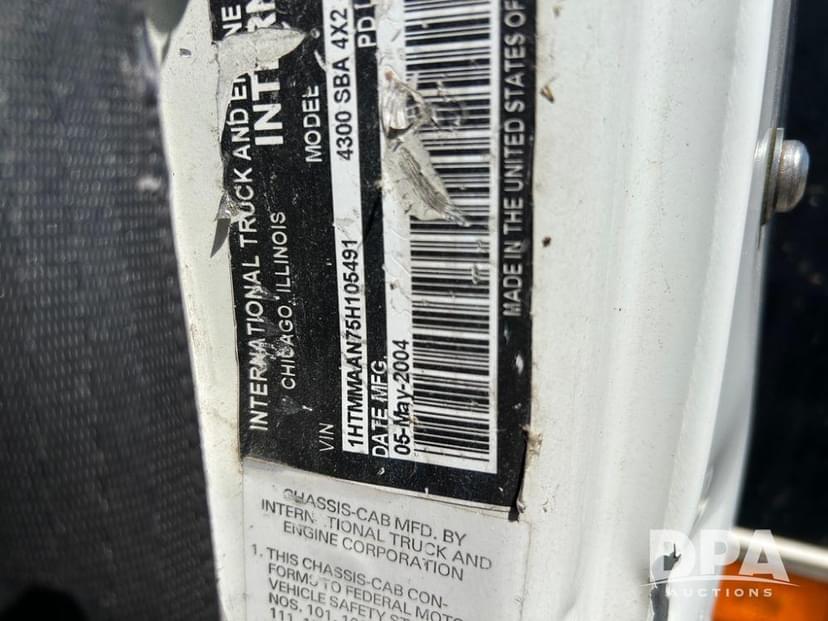 INTERNATIONAL TRUCK AND
CHICAGO, ILLINOIS
VIN
MODEL
1HTMMAAN75H105491
4300 SBA 4X2
DATE MFG.
05-May-2004
MADE IN THE UNITED STATES OF
CHASSIS-CAB MFD. BY
TRUCK AND
ENGINE CORPORATION
1. THIS CHASSIS-CAB CON-
FORMS TO FEDERAL
VEHICLE SAFETY
NOS. 101,
DPA
AUCTIONS